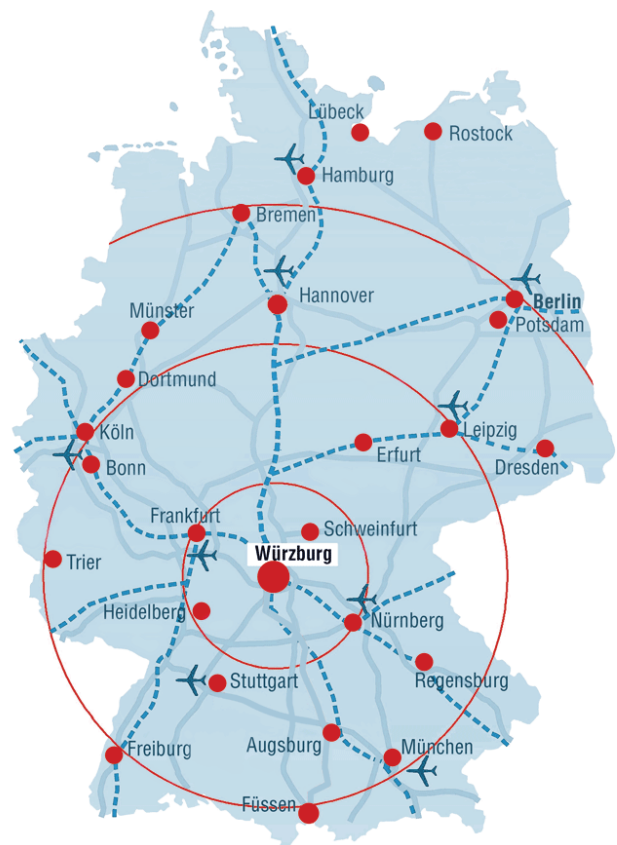 Lübeck
Rostock
Hamburg
Bremen
Hannover
Berlin
Münster
Potsdam
Dortmund
Köln
Leipzig
Erfurt
Bonn
Dresden
Frankfurt
Schweinfurt
Würzburg
Trier
Heidelberg
Nürnberg
Stuttgart
Regensburg
Augsburg
München
Freiburg
Füssen